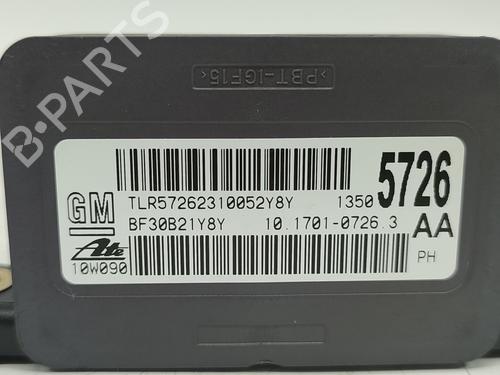 >PBT-IGF15<
B-PARTS
GM
TLR57262310052Y8Y 1350 5726
BF30B21Y8Y 10.1701-0726.3 AA
Ate
10W090 PH